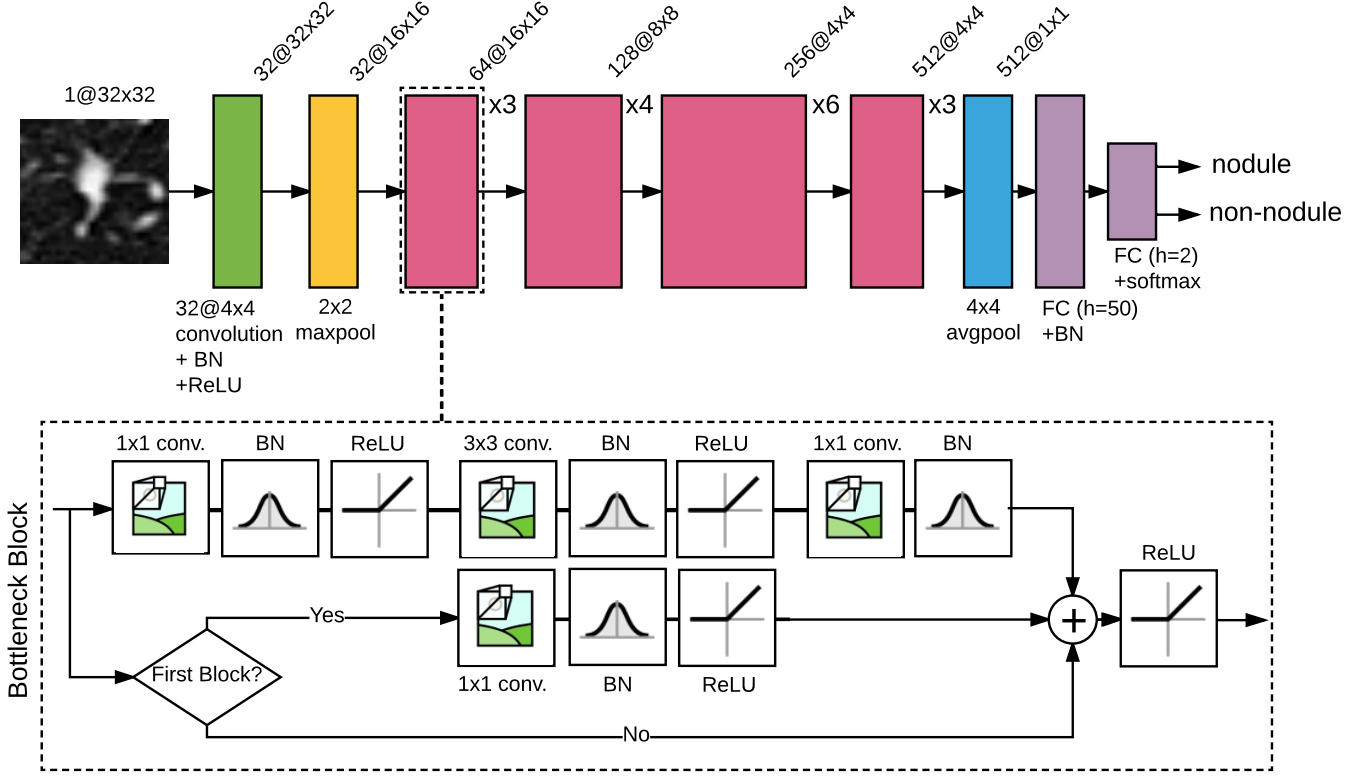 32@32x32
32@16x16
64@16x16
128@8x8
256@4x4
512@4x4
512@1x1
1@32x32
x3
x4
x6
x3
nodule
non-nodule
32@4x4
convolution
+ BN
+ReLU
2x2
maxpool
4x4
avgpool
FC (h=50)
+BN
FC (h=2)
+softmax
Bottleneck Block
1x1 conv.
BN
ReLU
3x3 conv.
BN
ReLU
1x1 conv.
BN
ReLU
+
Yes
First Block?
1x1 conv.
BN
ReLU
No